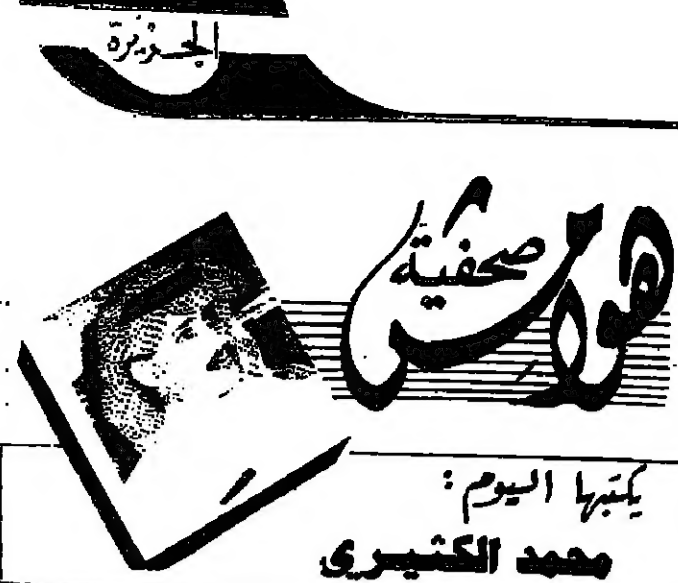 الجزيرة
هوامش صحفية
يكتبها اليوم :
محمد الكثيري